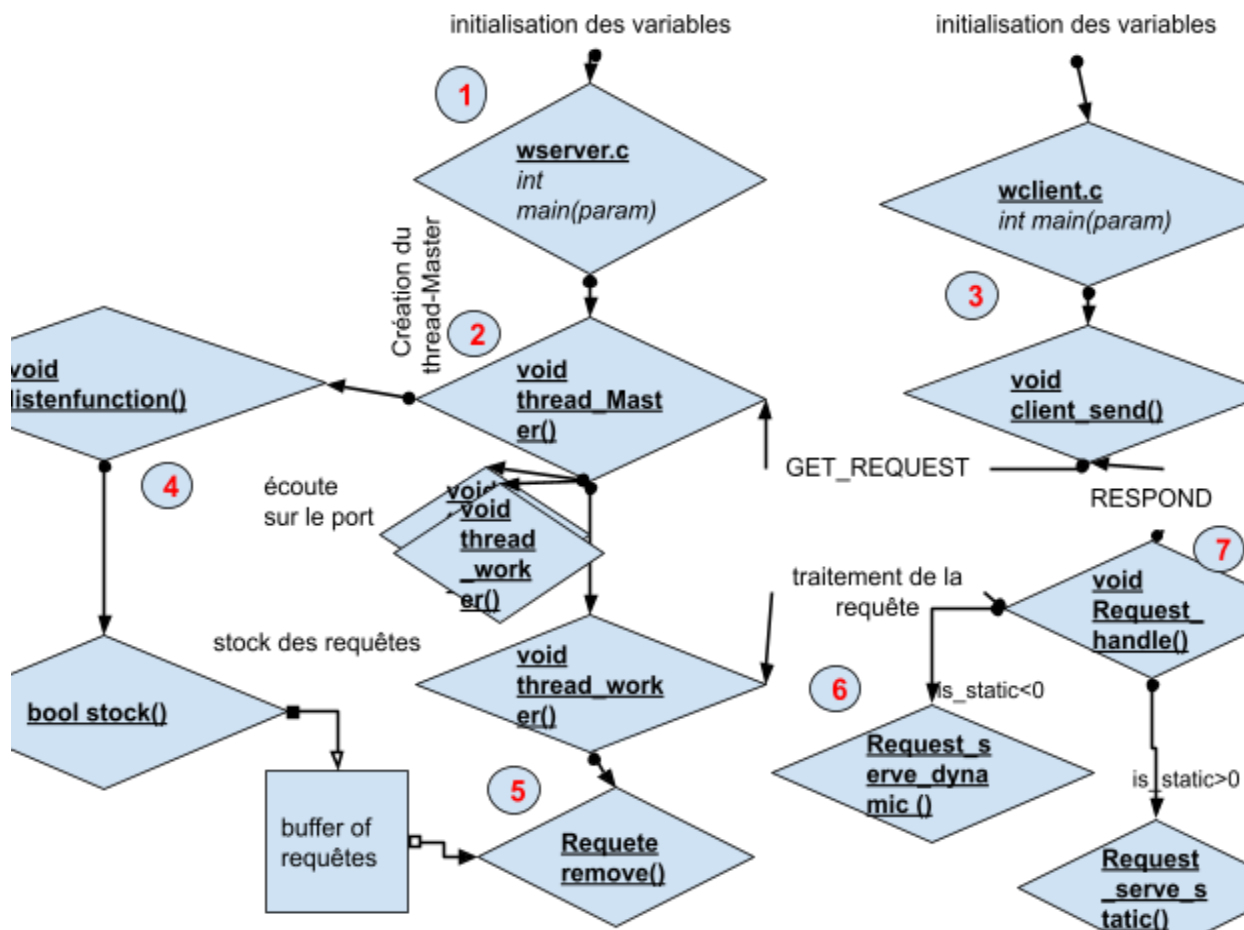 initialisation des variables
initialisation des variables
1
wserver.c
int
main(param)
wclient.c
int main(param)
Création du
thread-Master
2
3
void
thread_Mast
er()
void
client_send()
void
listenfunction()
4
écoute
sur le port
GET_REQUEST
RESPOND
void
void
thread
_work
er()
7
void
Request_
handle()
traitement de la
requête
stock des requêtes
void
thread_work
er()
6
is_static<0
bool stock()
Request_s
erve_dyna
mic ()
is_static>0
5
buffer of
requêtes
Requete
remove()
Request
_serve_s
tatic()